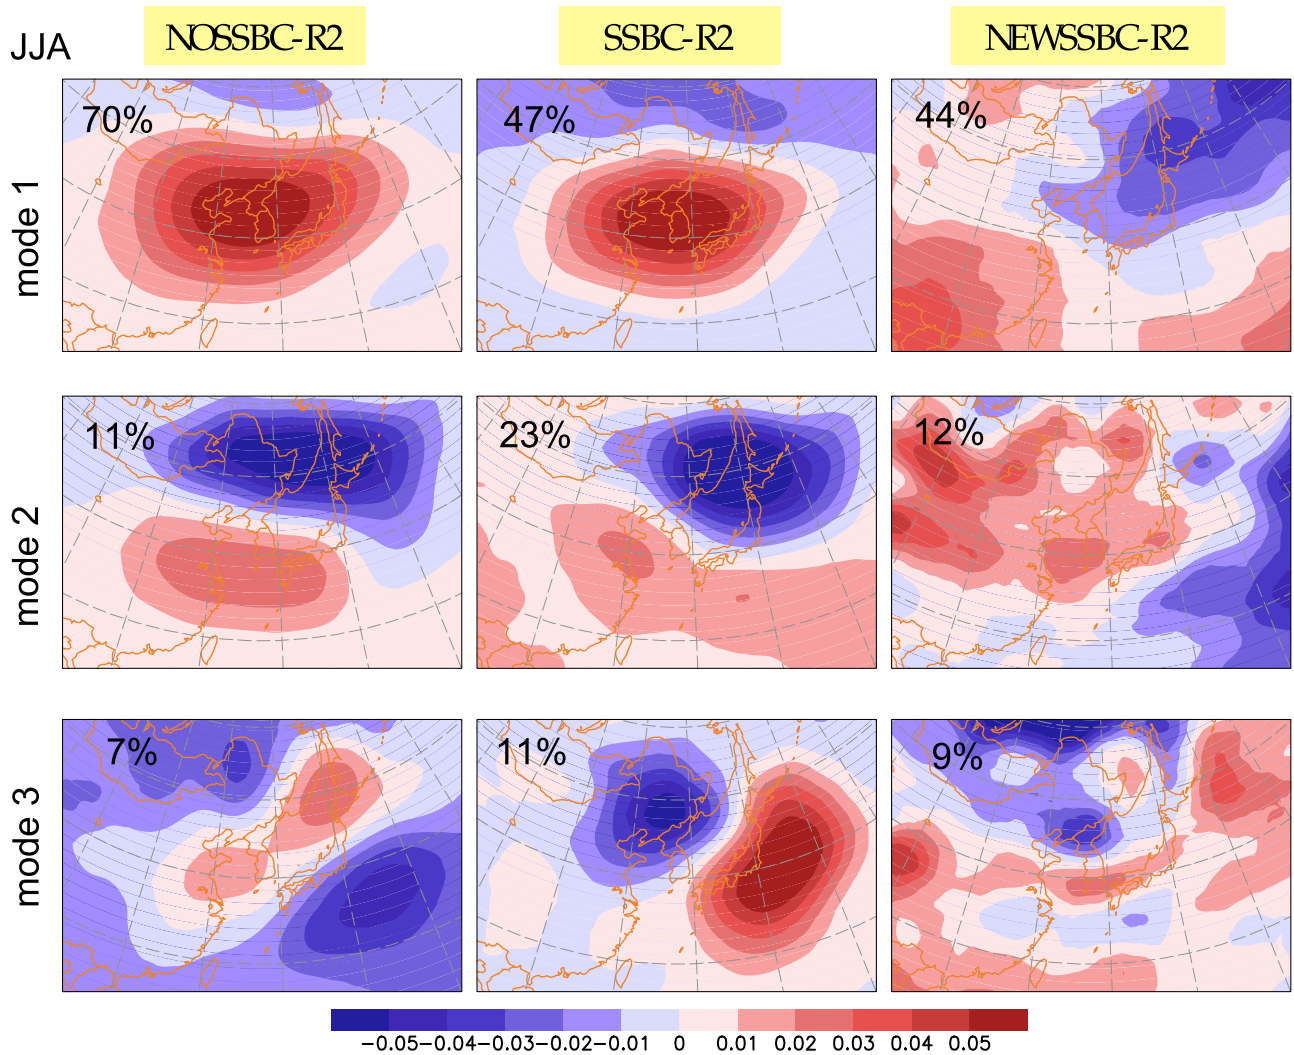 JJA NOSSBC-R2 SSBC-R2 NEWSSBC-R2
mode 1 70% 47% 44%
mode 2 11% 23% 12%
mode 3 7% 11% 9%
-0.05 -0.04 -0.03 -0.02 -0.01 0 0.01 0.02 0.03 0.04 0.05